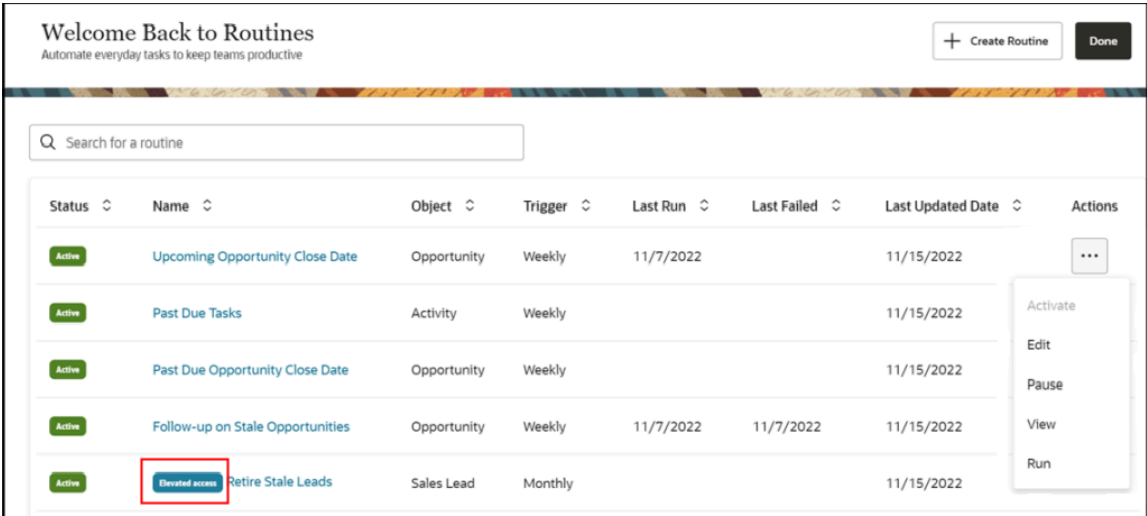 Welcome Back to Routines
Automate everyday tasks to keep teams productive
Create Routine
Done
Search for a routine
Status Name Object Trigger Last Run Last Failed Last Updated Date Actions
Active Upcoming Opportunity Close Date Opportunity Weekly 11/7/2022 11/15/2022 ...
Active Past Due Tasks Activity Weekly 11/15/2022
Active Past Due Opportunity Close Date Opportunity Weekly 11/15/2022
Active Follow-up on Stale Opportunities Opportunity Weekly 11/7/2022 11/7/2022 11/15/2022
Active Elevated access Retire Stale Leads Sales Lead Monthly 11/15/2022
Activate
Edit
Pause
View
Run